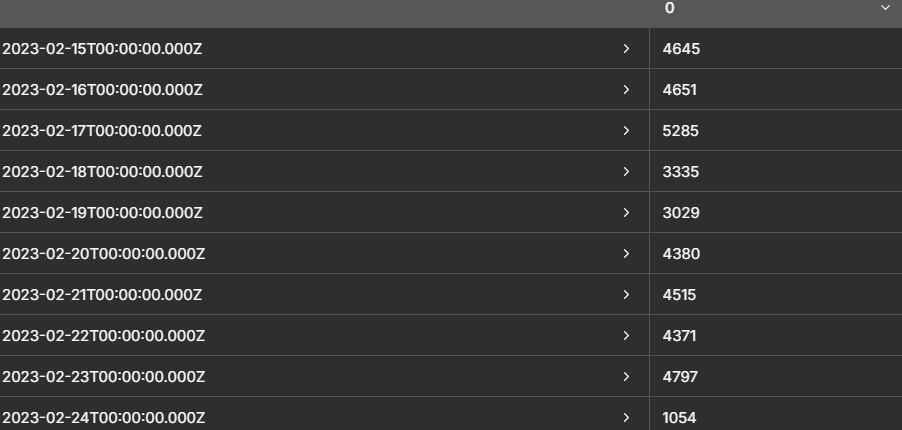 0
2023-02-15T00:00:00.000Z 4645
2023-02-16T00:00:00.000Z 4651
2023-02-17T00:00:00.000Z 5285
2023-02-18T00:00:00.000Z 3335
2023-02-19T00:00:00.000Z 3029
2023-02-20T00:00:00.000Z 4380
2023-02-21T00:00:00.000Z 4515
2023-02-22T00:00:00.000Z 4371
2023-02-23T00:00:00.000Z 4797
2023-02-24T00:00:00.000Z 1054